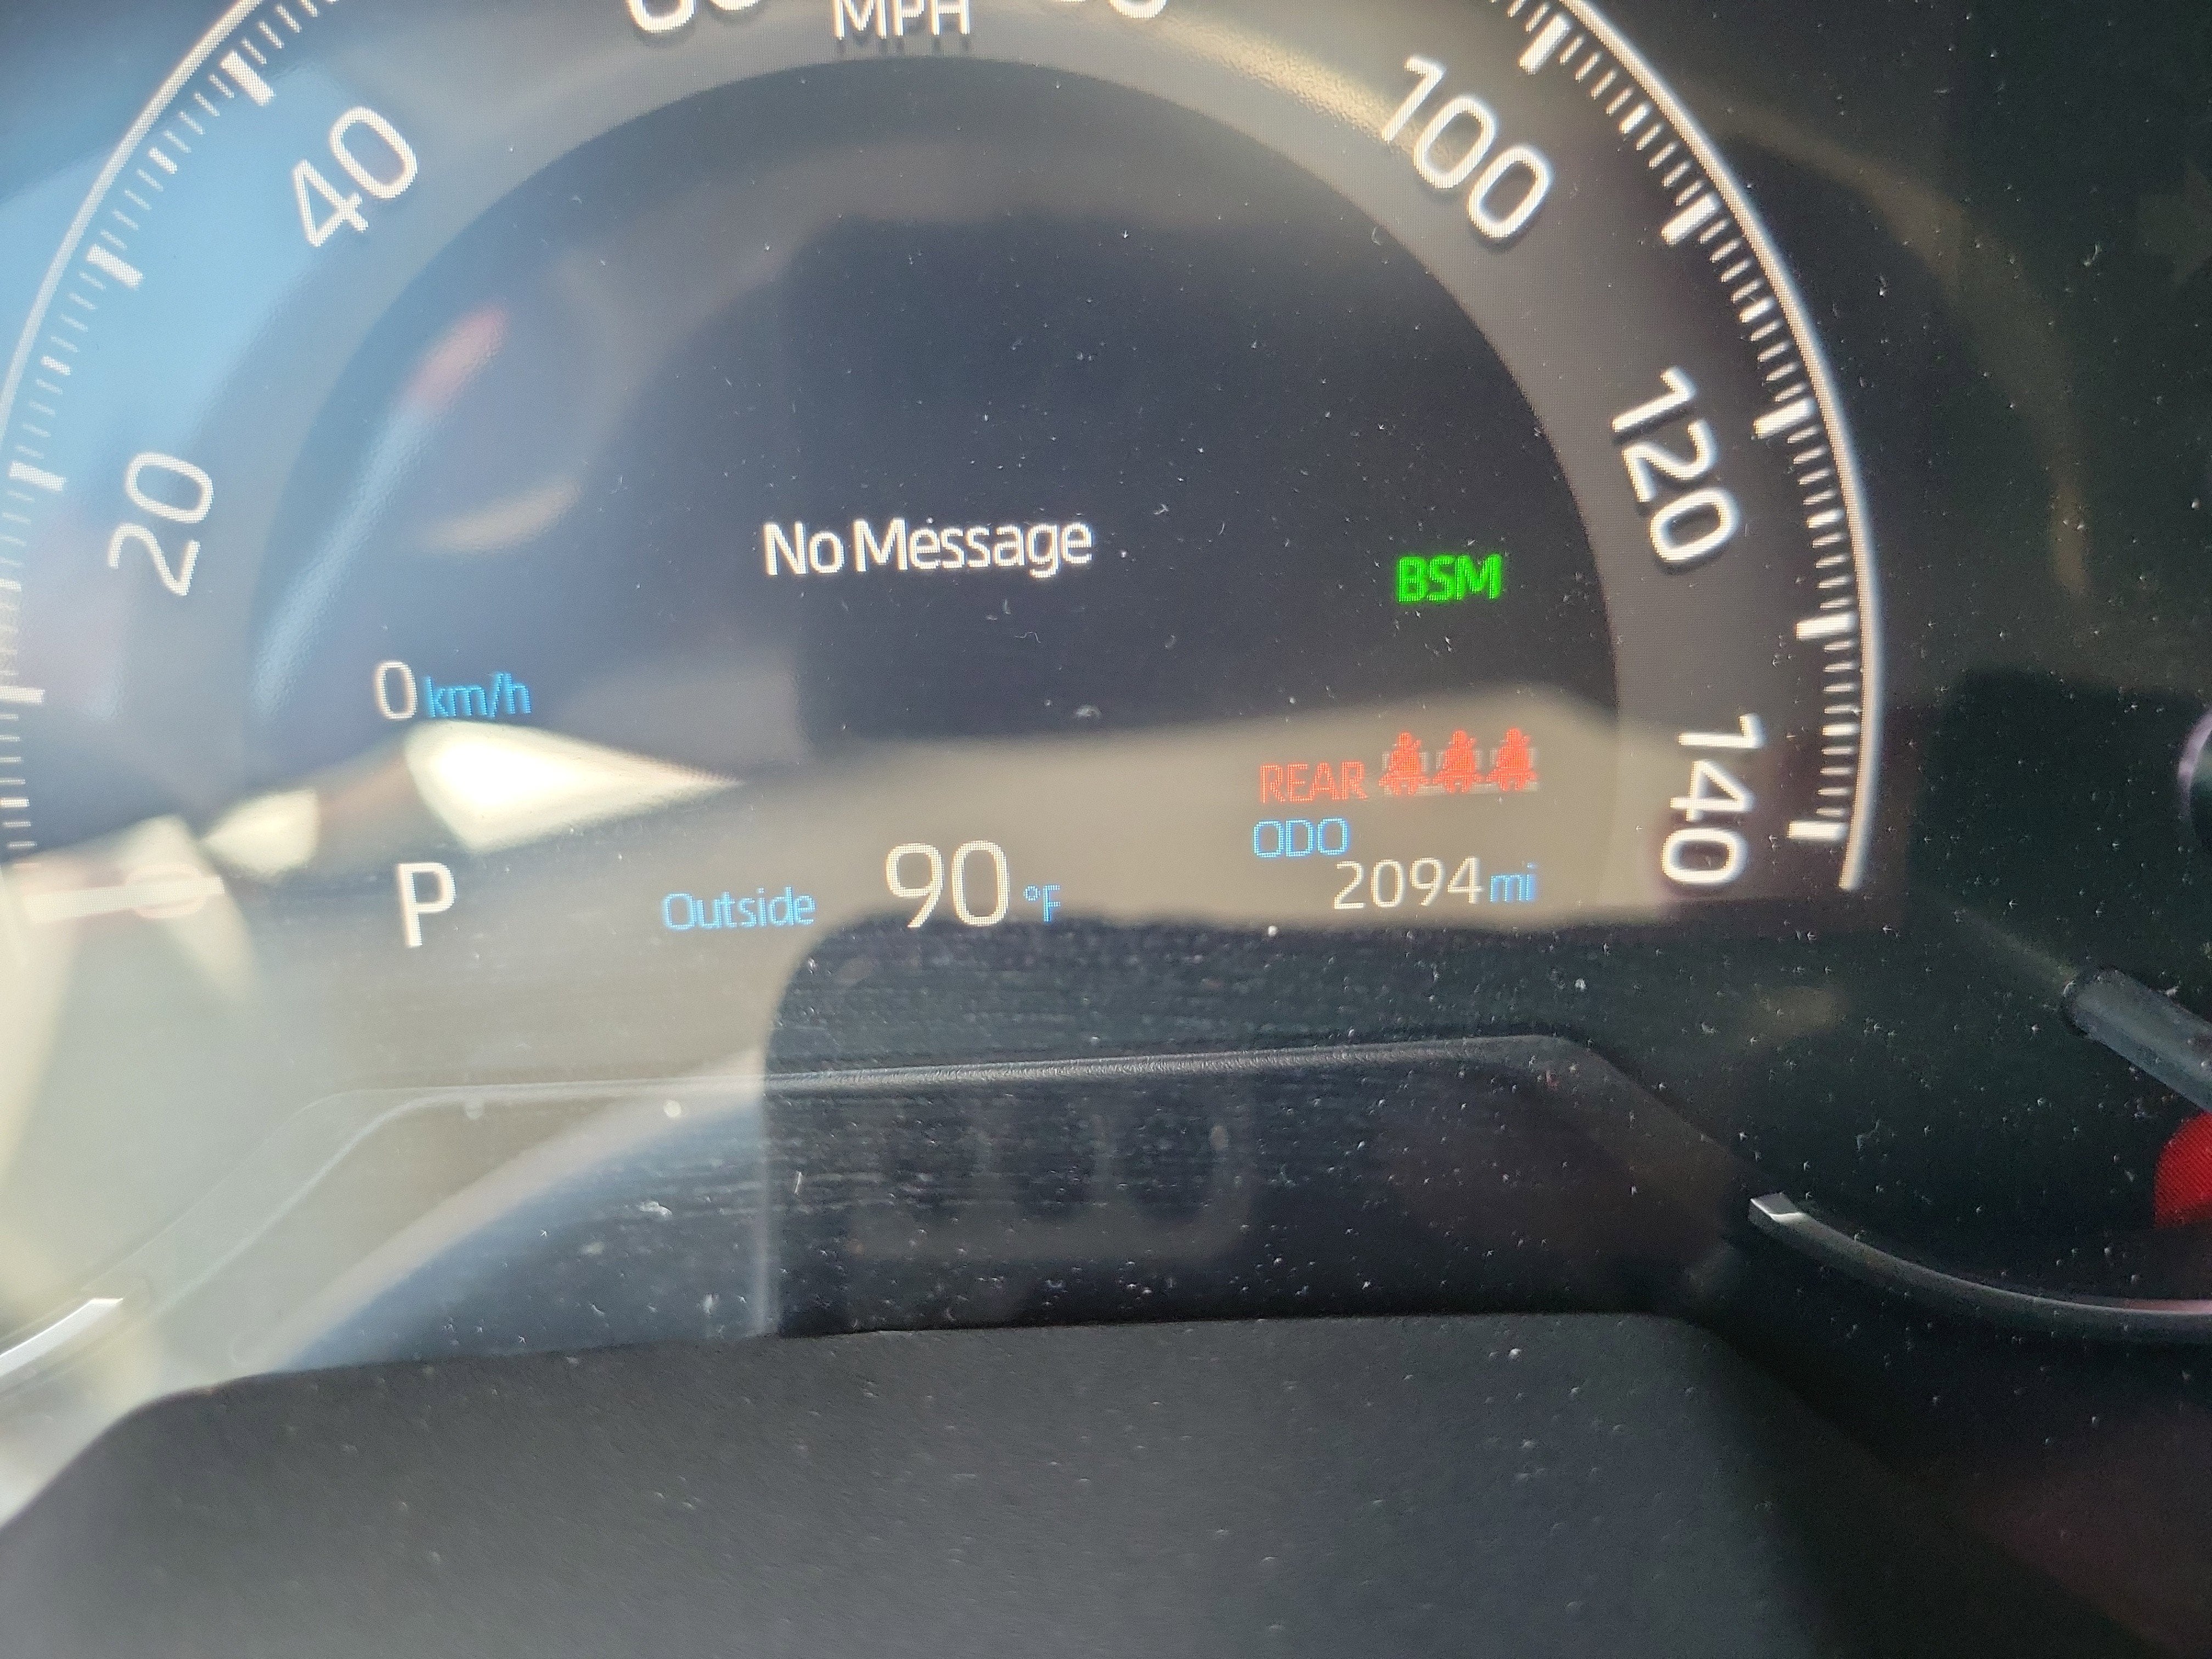 MPH
40
100
20
120
No Message
BSM
0 km/h
REAR
140
ODO
P
Outside 90 °F
2094 mi